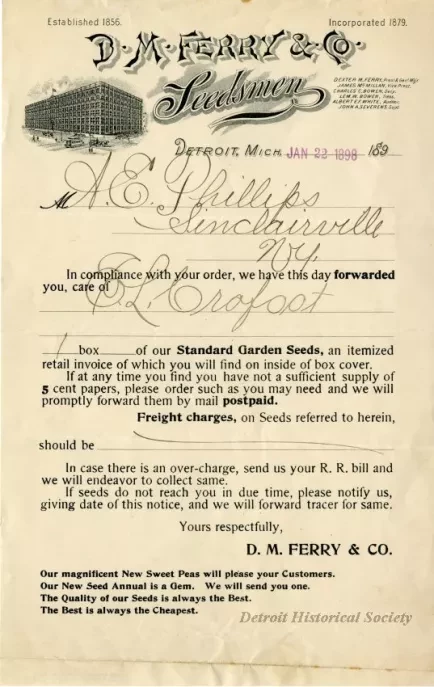 Established 1856.
Incorporated 1879.
D. M. FERRY & CO.
Seedsmen
DEXTER M. FERRY, Pres't & Gen'l Mgr.
JAMES McMILLAN, Vice Pres't.
CHARLES C. BOWEN, Sec'y.
LEM W. BOWEN, Treas.
ALBERT E. F. WHITE,
JOHN A. SEVERENS, Supt.
DETROIT, MICH. JAN 22 1898 189
M A. E. Phillips
Sinclairville
N.Y.
In compliance with your order, we have this day forwarded
you, care of E. L.
1 box of our Standard Garden Seeds, an itemized
retail invoice of which you will find on inside of box cover.
If at any time you find you have not a sufficient supply of
5 cent papers, please order such as you may need and we will
promptly forward them by mail postpaid.
Freight charges, on Seeds referred to herein,
should be
In case there is an over-charge, send us your R. R. bill and
we will endeavor to collect same.
If seeds do not reach you in due time, please notify us,
giving date of this notice, and we will forward tracer for same.
Yours respectfully,
D. M. FERRY & CO.
Our magnificent New Sweet Peas will please your Customers.
Our New Seed Annual is a Gem. We will send you one.
The Quality of our Seeds is always the Best.
The Best is always the Cheapest.
Detroit Historical Society